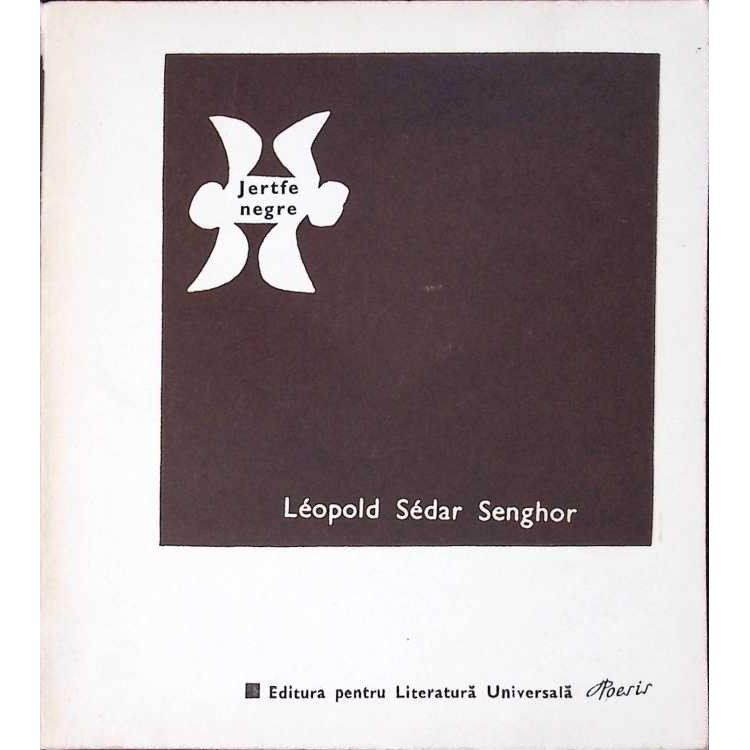 Jertfe
negre
Léopold Sédar Senghor
Editura pentru Literatură Universală Poesis